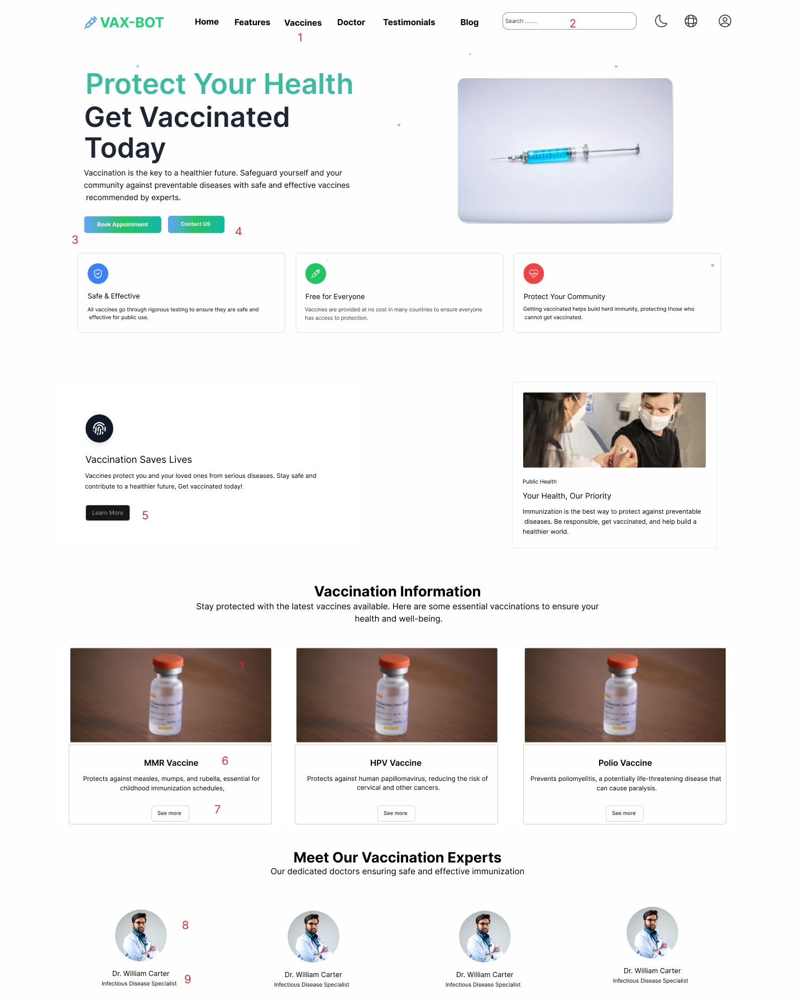 VAX-BOT
Home Features Vaccines Doctor Testimonials Blog
Search ........ 2
1
Protect Your Health
Get Vaccinated
Today
Vaccination is the key to a healthier future. Safeguard yourself and your
community against preventable diseases with safe and effective vaccines
recommended by experts.
Book Appointment
Contact US
4
3
Safe & Effective
All vaccines go through rigorous testing to ensure they are safe and
effective for public use.
Free for Everyone
Vaccines are provided at no cost in many countries to ensure everyone
has access to protection.
Protect Your Community
Getting vaccinated helps build herd immunity, protecting those who
cannot get vaccinated.
Vaccination Saves Lives
Vaccines protect you and your loved ones from serious diseases. Stay safe and
contribute to a healthier future, Get vaccinated today!
Learn More
5
Public Health
Your Health, Our Priority
Immunization is the best way to protect against preventable
diseases. Be responsible, get vaccinated, and help build a
healthier world.
Vaccination Information
Stay protected with the latest vaccines available. Here are some essential vaccinations to ensure your
health and well-being.
1
MMR Vaccine
6
Protects against measles, mumps, and rubella, essential for
childhood immunization schedules,
See more
7
HPV Vaccine
Protects against human papillomavirus, reducing the risk of
cervical and other cancers.
See more
Polio Vaccine
Prevents poliomyelitis, a potentially life-threatening disease that
can cause paralysis.
See more
Meet Our Vaccination Experts
Our dedicated doctors ensuring safe and effective immunization
8
Dr. William Carter
Infectious Disease Specialist
9
Dr. William Carter
Infectious Disease Specialist
Dr. William Carter
Infectious Disease Specialist
Dr. William Carter
Infectious Disease Specialist